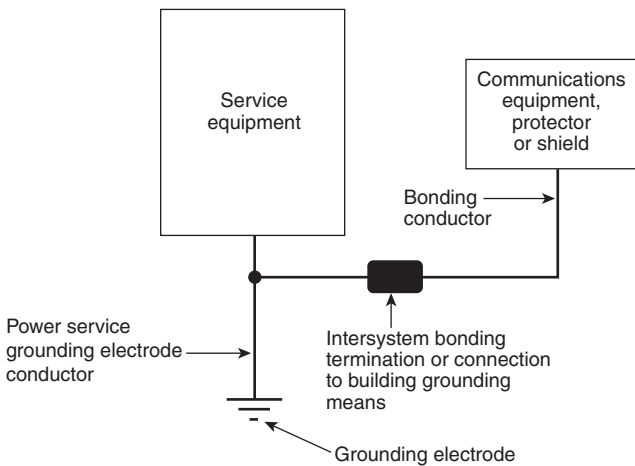 Service
equipment
Communications
equipment,
protector
or shield
Bonding
conductor
Power service
grounding electrode
conductor
Intersystem bonding
termination or connection
to building grounding
means
Grounding electrode